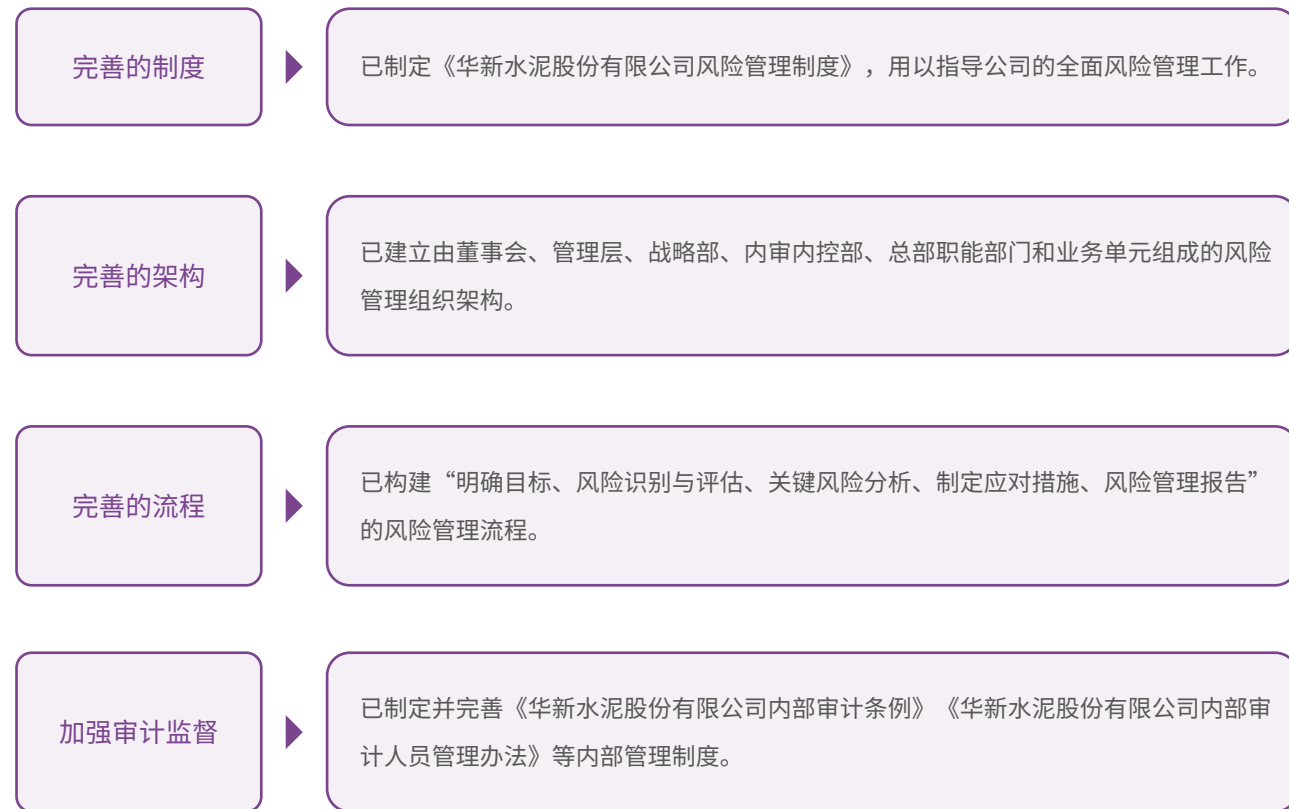 完善的制度
已制定《华新水泥股份有限公司风险管理制度》，用以指导公司的全面风险管理工作。
完善的架构
已建立由董事会、管理层、战略部、内审内控部、总部职能部门和业务单元组成的风险
管理组织架构。
完善的流程
已构建“明确目标、风险识别与评估、关键风险分析、制定应对措施、风险管理报告”
的风险管理流程。
加强审计监督
已制定并完善《华新水泥股份有限公司内部审计条例》《华新水泥股份有限公司内部审
计人员管理办法》等内部管理制度。